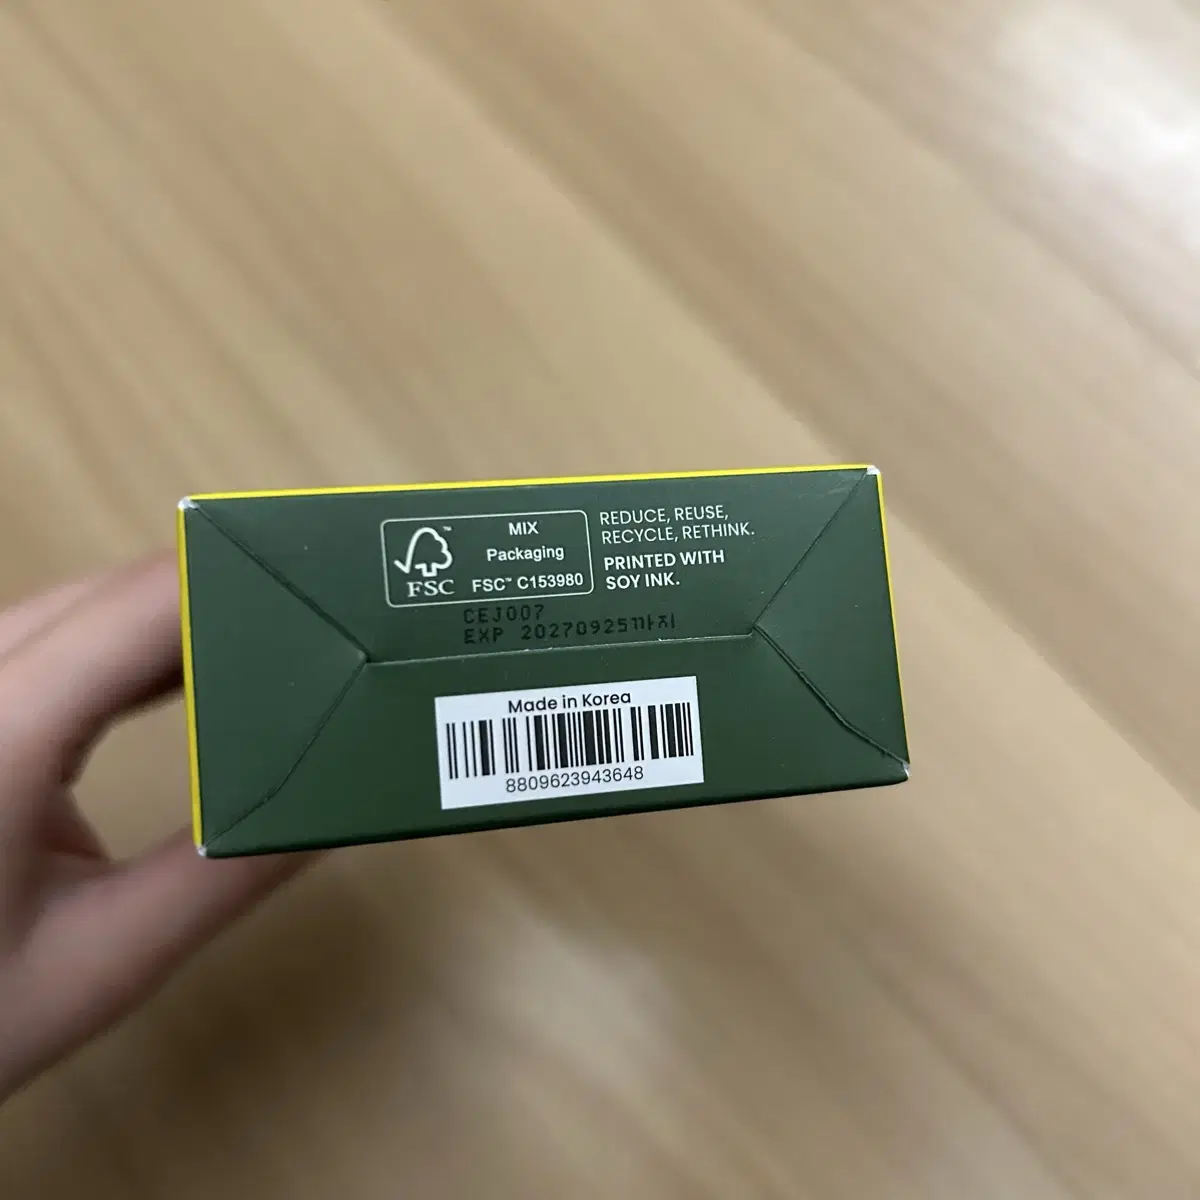 MIX
Packaging
FSC™ C153980
FSC
REDUCE, REUSE,
RECYCLE, RETHINK.
PRINTED WITH
SOY INK.
CEJ007
EXP 20270925까지
Made in Korea
8809623943648